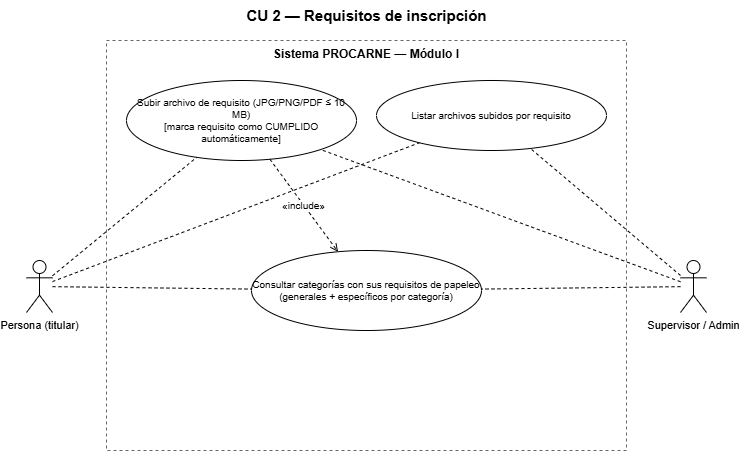 CU 2 — Requisitos de inscripción
Sistema PROCARNE — Módulo I
Subir archivo de requisito (JPG/PNG/PDF ≤ 10
MB)
[marca requisito como CUMPLIDO
automáticamente]
Listar archivos subidos por requisito
«include»
Consultar categorías con sus requisitos de papeleo
(generales + específicos por categoría)
Persona (titular)
Supervisor / Admin